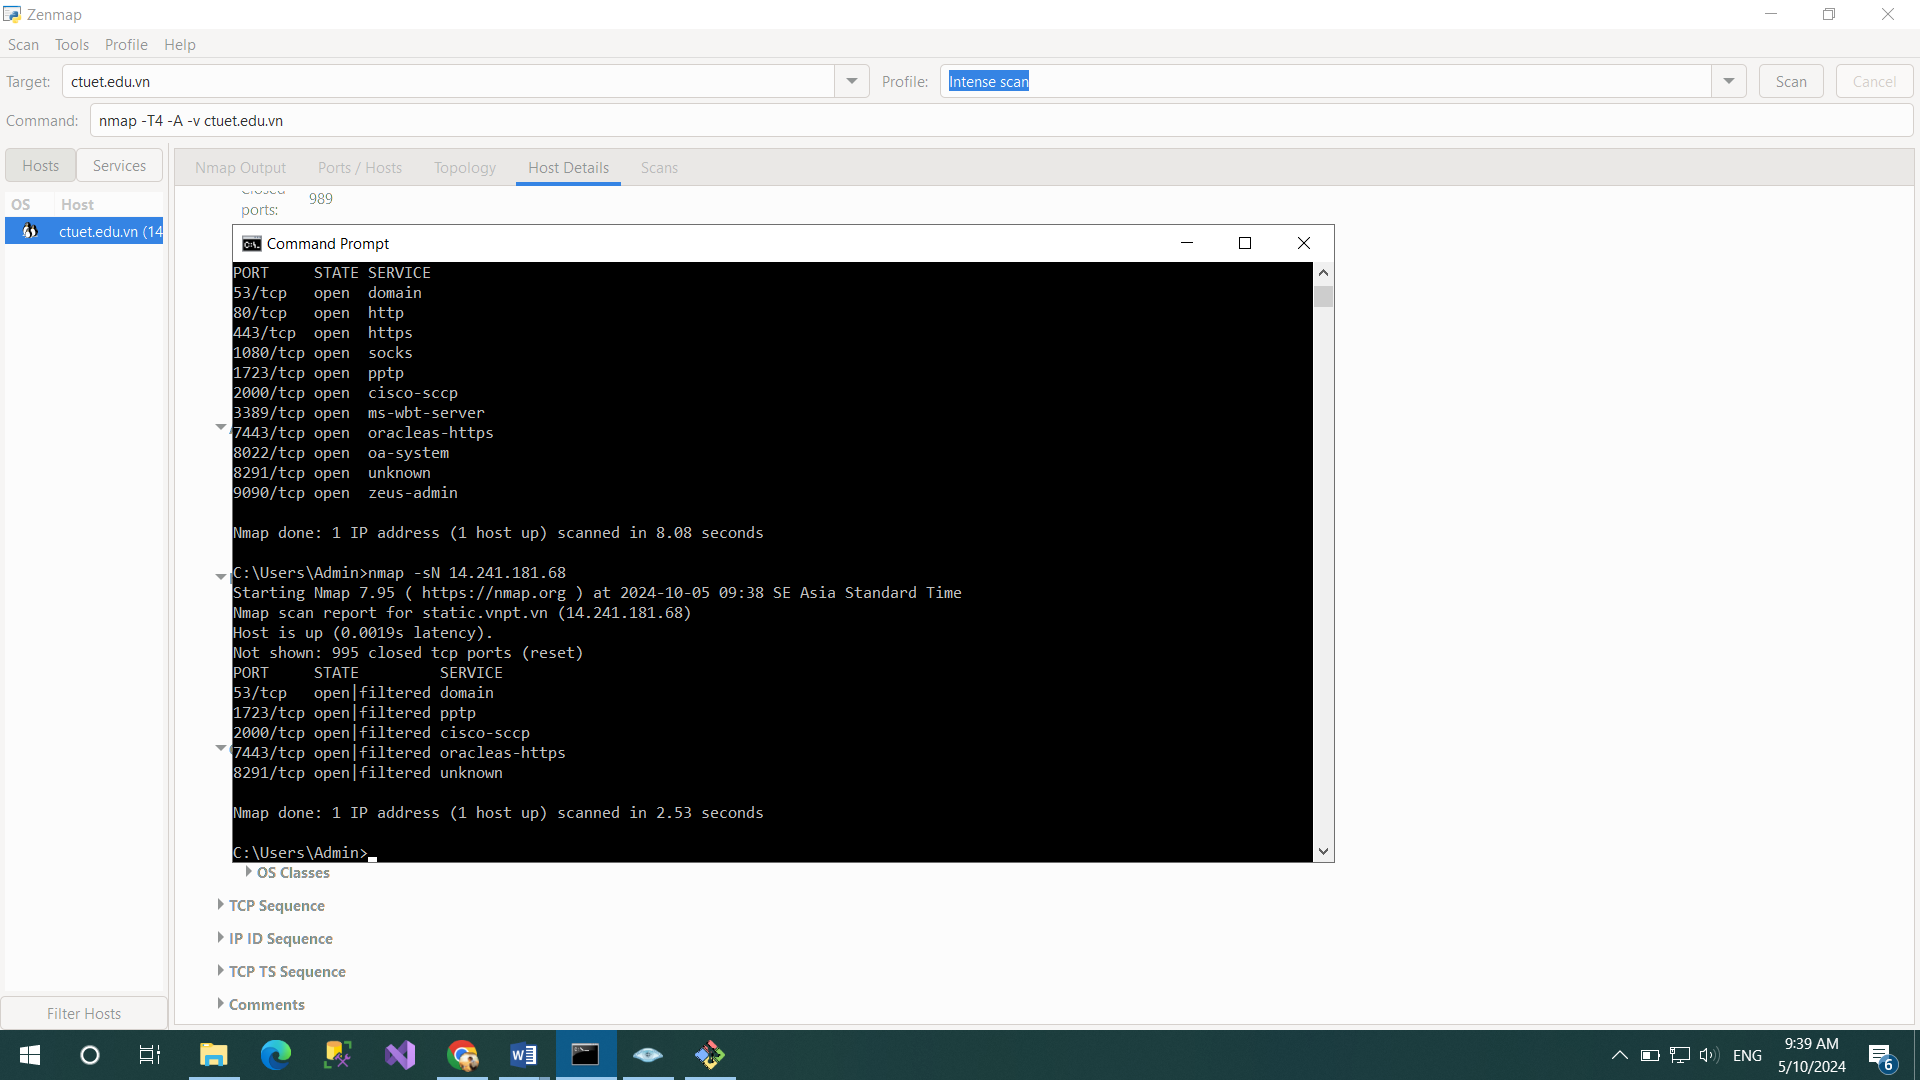 Zenmap
Scan Tools Profile Help
Target: ctuet.edu.vn Profile: Intense scan Scan Cancel
Command: nmap -T4 -A -v ctuet.edu.vn
Hosts Services
Nmap Output Ports / Hosts Topology Host Details Scans
OS Host
ctuet.edu.vn (14
Closed
ports: 989
Command Prompt
PORT STATE SERVICE
53/tcp open domain
80/tcp open http
443/tcp open https
1080/tcp open socks
1723/tcp open pptp
2000/tcp open cisco-sccp
3389/tcp open ms-wbt-server
7443/tcp open oracleas-https
8022/tcp open oa-system
8291/tcp open unknown
9090/tcp open zeus-admin
Nmap done: 1 IP address (1 host up) scanned in 8.08 seconds
C:\Users\Admin>nmap -sN 14.241.181.68
Starting Nmap 7.95 ( https://nmap.org ) at 2024-10-05 09:38 SE Asia Standard Time
Nmap scan report for static.vnpt.vn (14.241.181.68)
Host is up (0.0019s latency).
Not shown: 995 closed tcp ports (reset)
PORT STATE SERVICE
53/tcp open|filtered domain
1723/tcp open|filtered pptp
2000/tcp open|filtered cisco-sccp
7443/tcp open|filtered oracleas-https
8291/tcp open|filtered unknown
Nmap done: 1 IP address (1 host up) scanned in 2.53 seconds
C:\Users\Admin>
OS Classes
TCP Sequence
IP ID Sequence
TCP TS Sequence
Comments
Filter Hosts
ENG
9:39 AM
5/10/2024
6